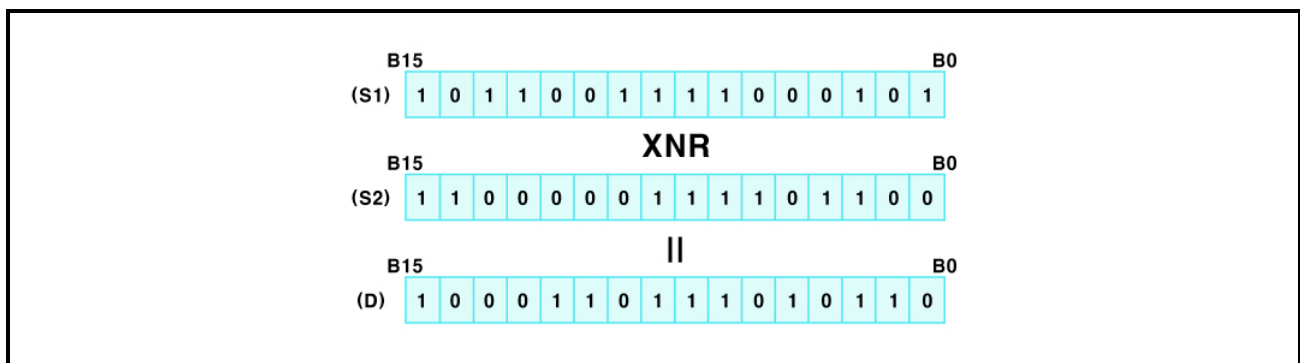 B15 B0
(S1) 1 0 1 1 0 0 1 1 1 1 0 0 0 1 0 1
XNR
B15 B0
(S2) 1 1 0 0 0 0 0 1 1 1 1 0 1 1 0 0
||
B15 B0
(D) 1 0 0 0 1 1 0 1 1 1 0 1 0 1 1 0